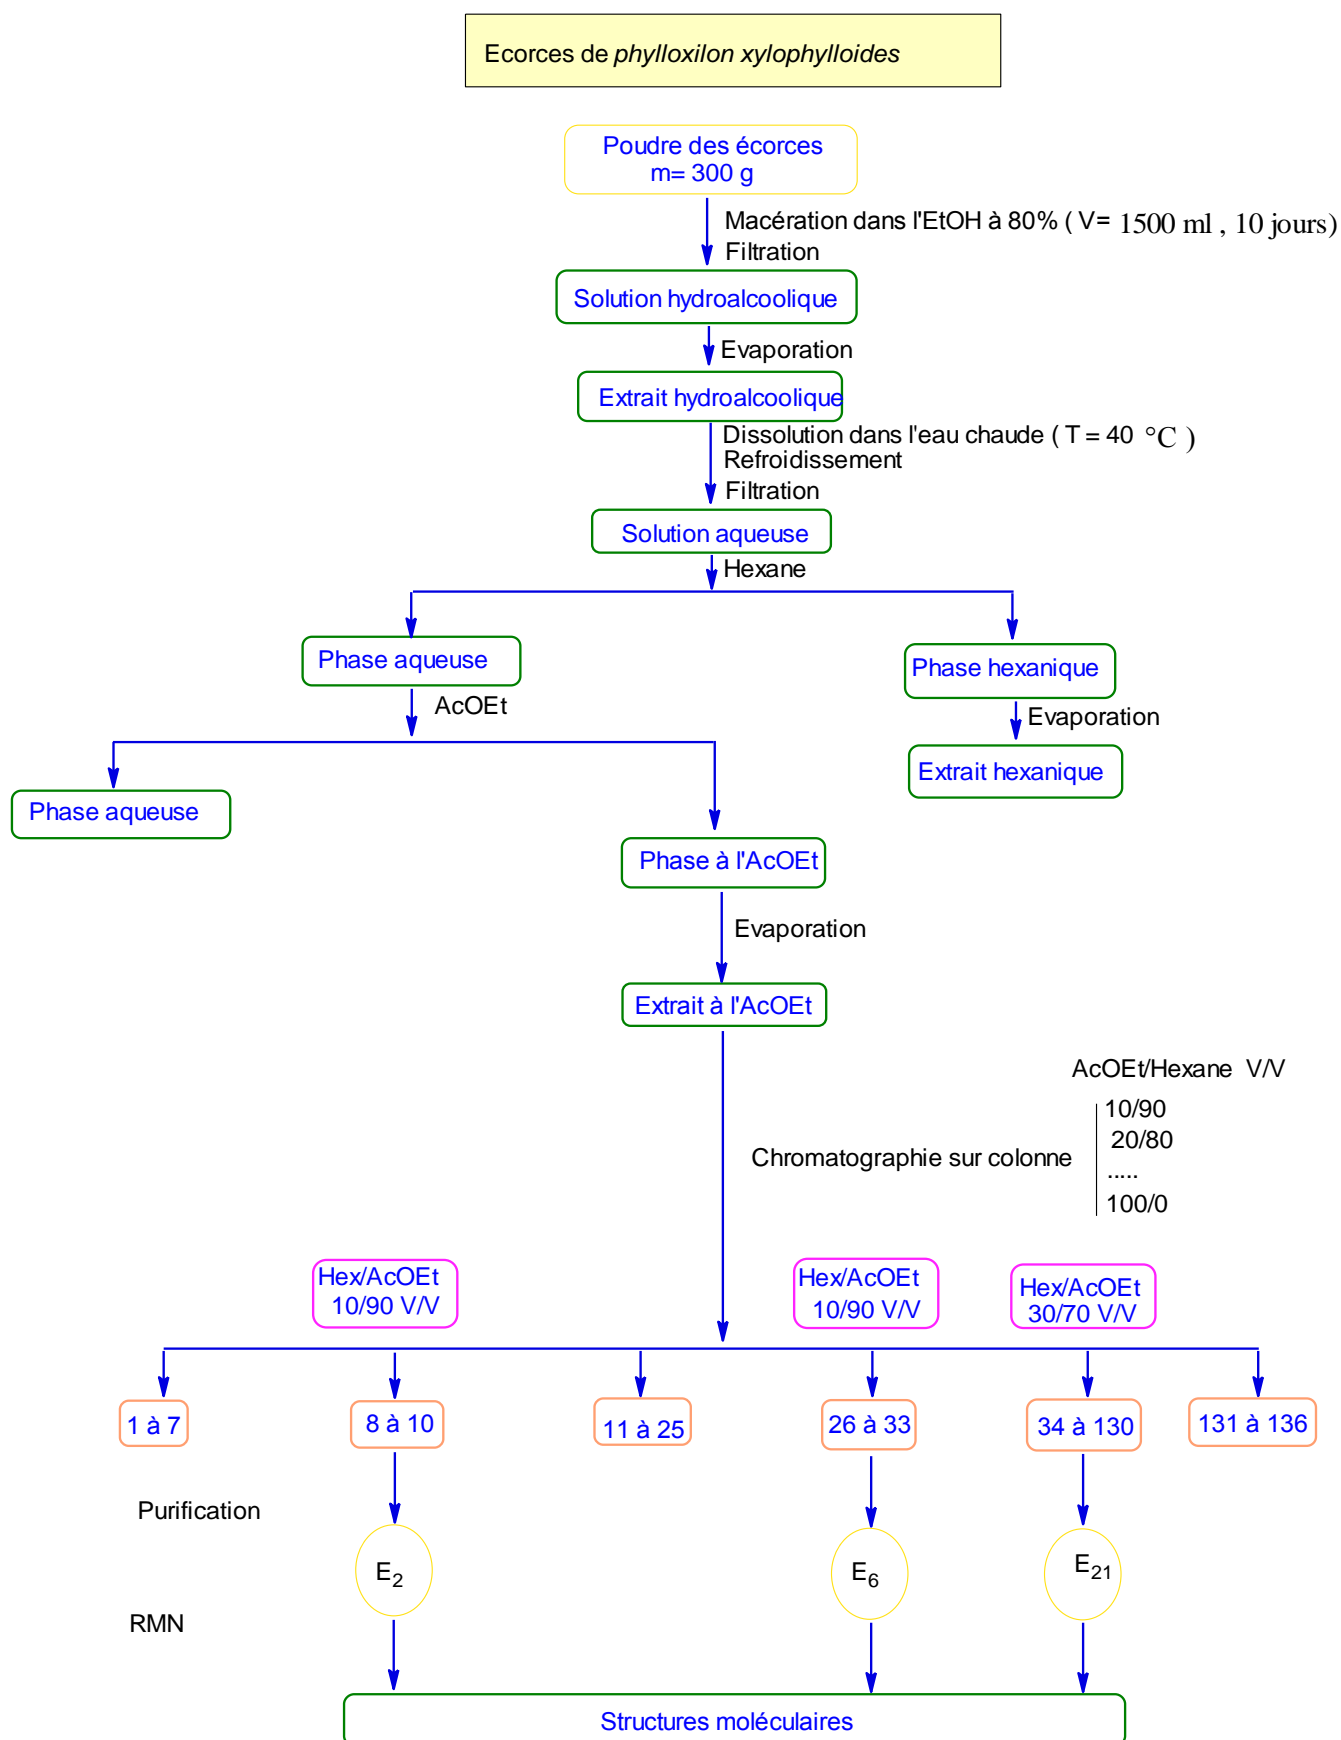 Ecorces de phylloxilon xylophylloides
Poudre des écorces
m= 300 g
Macération dans l'EtOH à 80% ( V= 1500 ml , 10 jours)
Filtration
Solution hydroalcoolique
Evaporation
Extrait hydroalcoolique
Dissolution dans l'eau chaude ( T = 40 °C )
Refroidissement
Filtration
Solution aqueuse
Hexane
Phase aqueuse
Phase hexanique
AcOEt
Evaporation
Extrait hexanique
Phase aqueuse
Phase à l'AcOEt
Evaporation
Extrait à l'AcOEt
AcOEt/Hexane V/V
10/90
20/80
Chromatographie sur colonne
.....
100/0
Hex/AcOEt
10/90 V/V
Hex/AcOEt
10/90 V/V
Hex/AcOEt
30/70 V/V
1 à 7
8 à 10
11 à 25
26 à 33
34 à 130
131 à 136
Purification
E2
E6
E21
RMN
Structures moléculaires